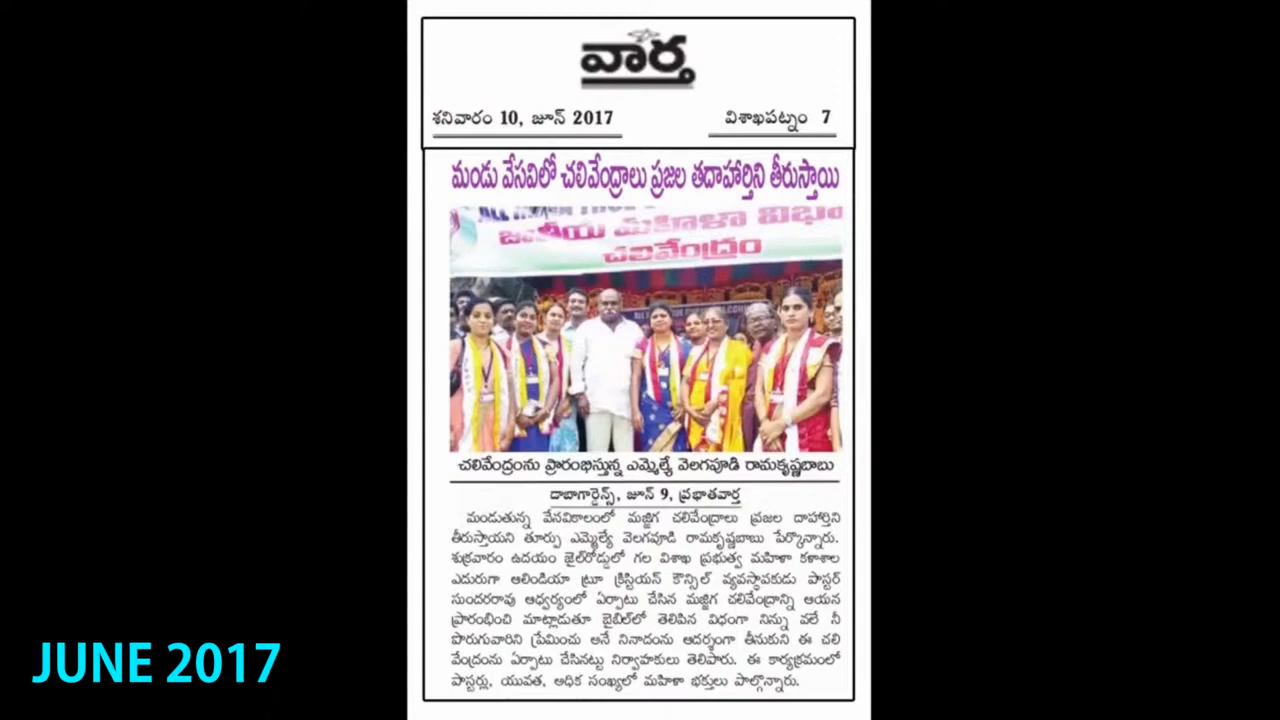 వార్త
శనివారం 10, జూన్ 2017
విశాఖపట్నం 7
మండు వేసవిలో చలివేంద్రాలు ప్రజల తదాహార్తిని తీరుస్తాయి
జాతీయ మహిళా విభా
చలివేంద్రం
చలివేంద్రంను ప్రారంభిస్తున్న ఎమ్మెల్యే వెలగపూడి రామకృష్ణబాబు
డాబాగార్డెన్స్, జూన్ 9, ప్రభాతవార్త
మండుతున్న వేసవికాలంలో మజ్జిగ చలివేంద్రాలు ప్రజల దాహార్తిని
తీరుస్తాయని తూర్పు ఎమ్మెల్యే వెలగపూడి రామకృష్ణబాబు పేర్కొన్నారు.
శుక్రవారం ఉదయం జైల్‌రోడ్డులో గల విశాఖ ప్రభుత్వ మహిళా కళాశాల
ఎదురుగా ఆలిండియా ట్రూ క్రిస్టియన్ కౌన్సిల్ వ్యవస్థాపకుడు పాస్టర్
సుందరరావు ఆధ్వర్యంలో ఏర్పాటు చేసిన మజ్జిగ చలివేంద్రాన్ని ఆయన
ప్రారంభించి మాట్లాడుతూ బైబిల్‌లో తెలిపిన విధంగా నిన్ను వలే నీ
పొరుగువారిని ప్రేమించు అనే నినాదంను ఆదర్శంగా తీసుకుని ఈ చలి
వేంద్రంను ఏర్పాటు చేసినట్టు నిర్వాహకులు తెలిపారు. ఈ కార్యక్రమంలో
పాస్టర్లు, యువత, అధిక సంఖ్యలో మహిళా భక్తులు పాల్గొన్నారు.
JUNE 2017